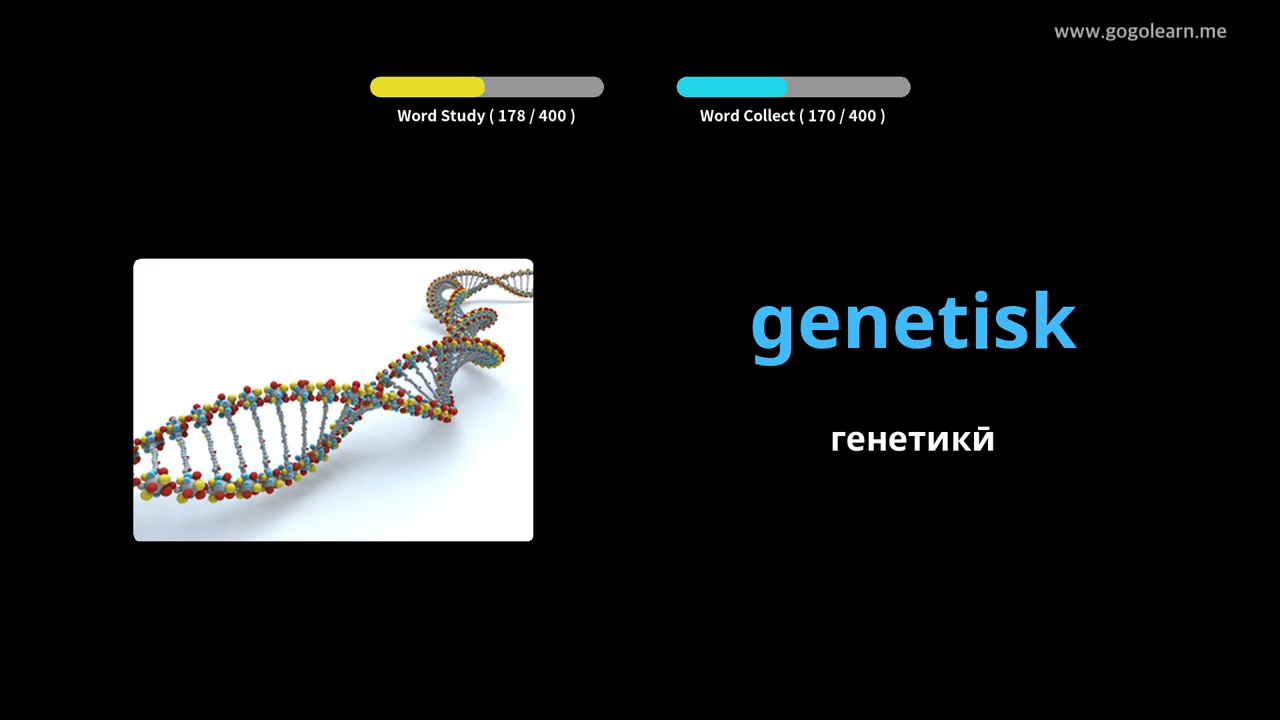 www.gogolearn.me
Word Study ( 178 / 400 )
Word Collect ( 170 / 400 )
genetisk
генетикӣ